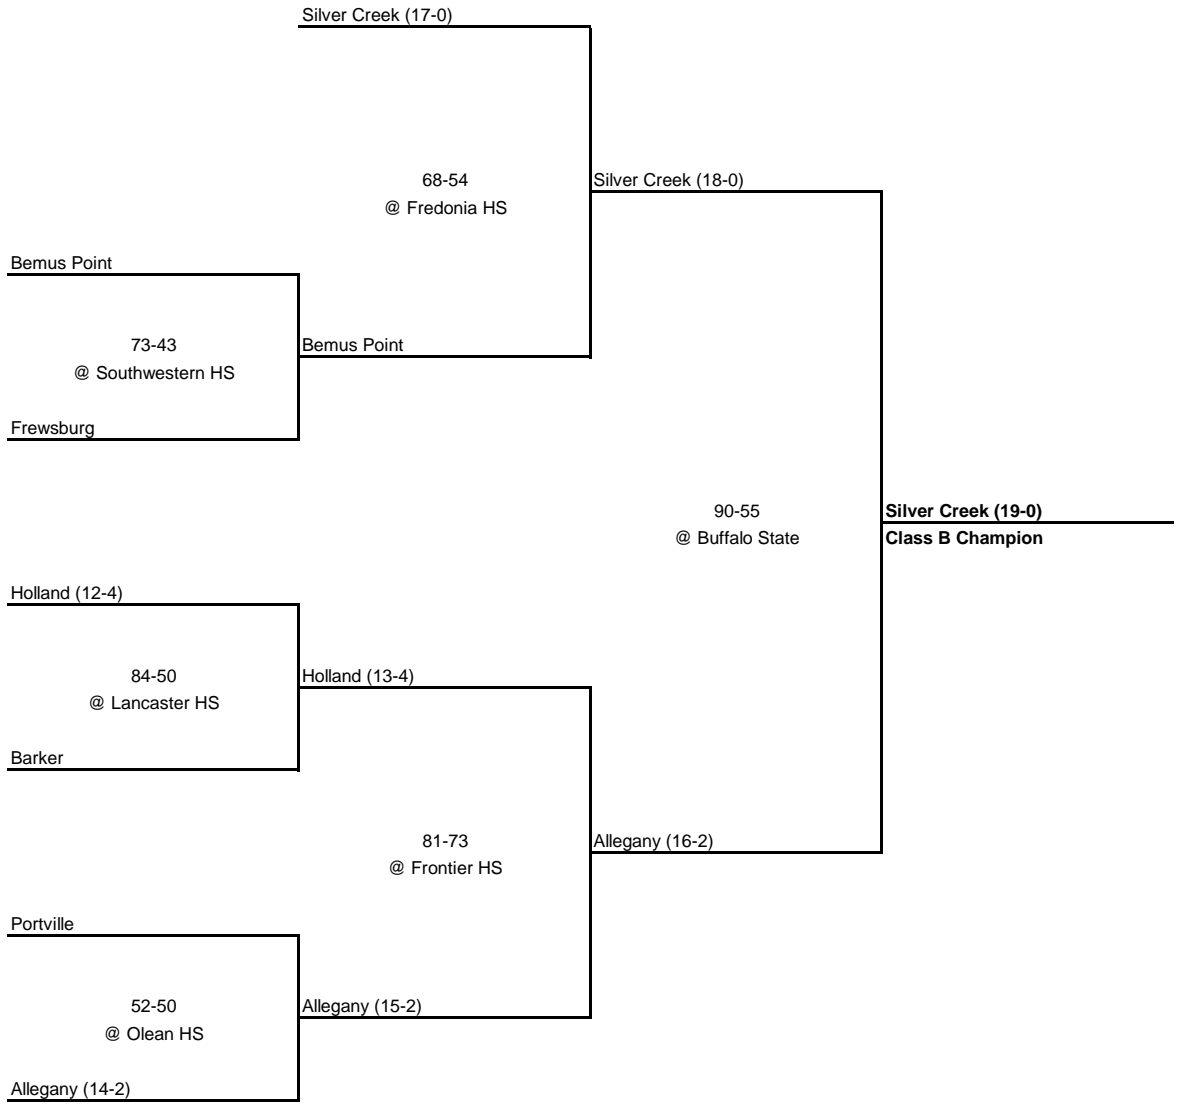 Silver Creek (17-0)
68-54
@ Fredonia HS
Silver Creek (18-0)
Bemus Point
73-43
@ Southwestern HS
Bemus Point
Frewsburg
90-55
@ Buffalo State
Silver Creek (19-0)
Class B Champion
Holland (12-4)
84-50
@ Lancaster HS
Holland (13-4)
Barker
81-73
@ Frontier HS
Allegany (16-2)
Portville
52-50
@ Olean HS
Allegany (15-2)
Allegany (14-2)